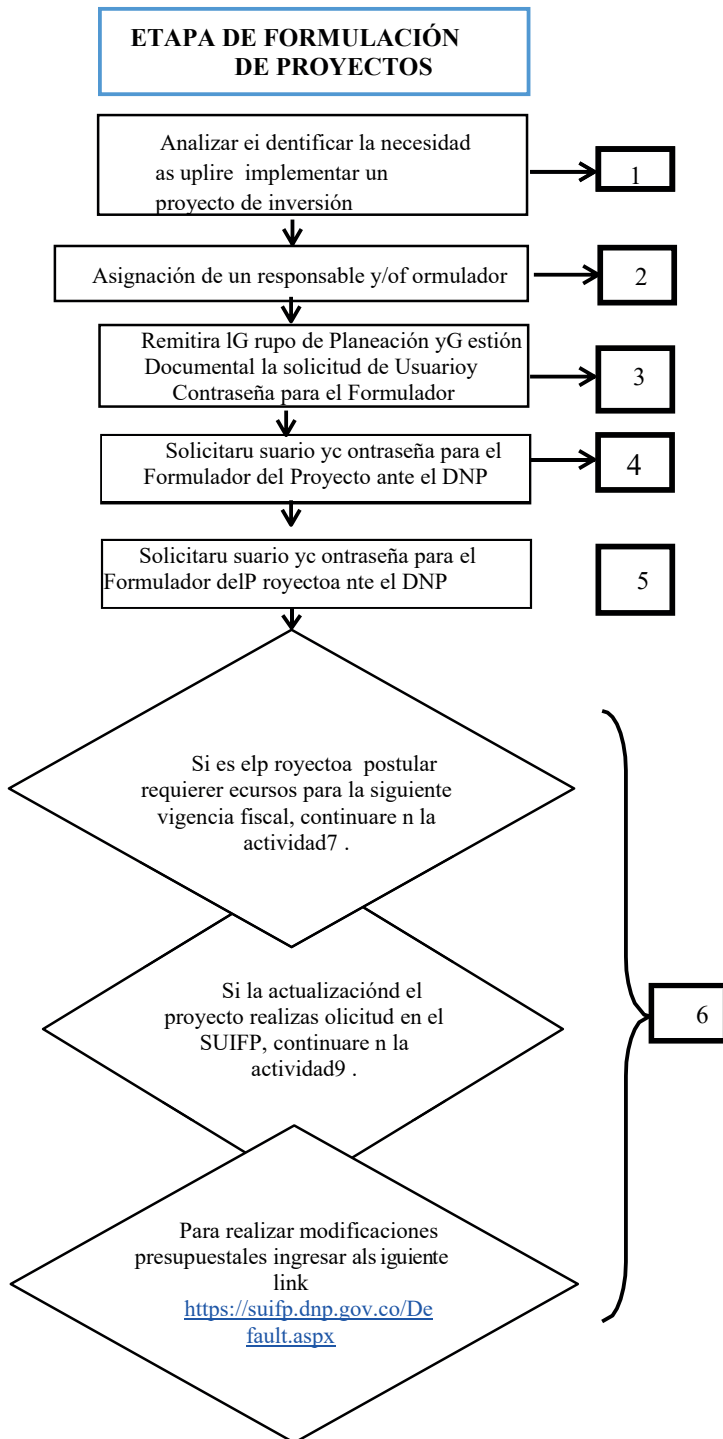 ETAPA DE FORMULACIÓN
DE PROYECTOS
Analizar ei dentificar la necesidad
as uplire implementar un
proyecto de inversión
1
Asignación de un responsable y/of ormulador
2
Remitira lG rupo de Planeación yG estión
Documental la solicitud de Usuarioy
Contraseña para el Formulador
3
Solicitaru suario yc ontraseña para el
Formulador del Proyecto ante el DNP
4
Solicitaru suario yc ontraseña para el
Formulador delP royectoa nte el DNP
5
Si es elp royectoa postular
requierer ecursos para la siguiente
vigencia fiscal, continuare n la
actividad7 .
Si la actualizaciónd el
proyecto realizas olicitud en el
SUIFP, continuare n la
actividad9 .
6
Para realizar modificaciones
presupuestales ingresar als iguiente
link
https://suifp.dnp.gov.co/De
fault.aspx